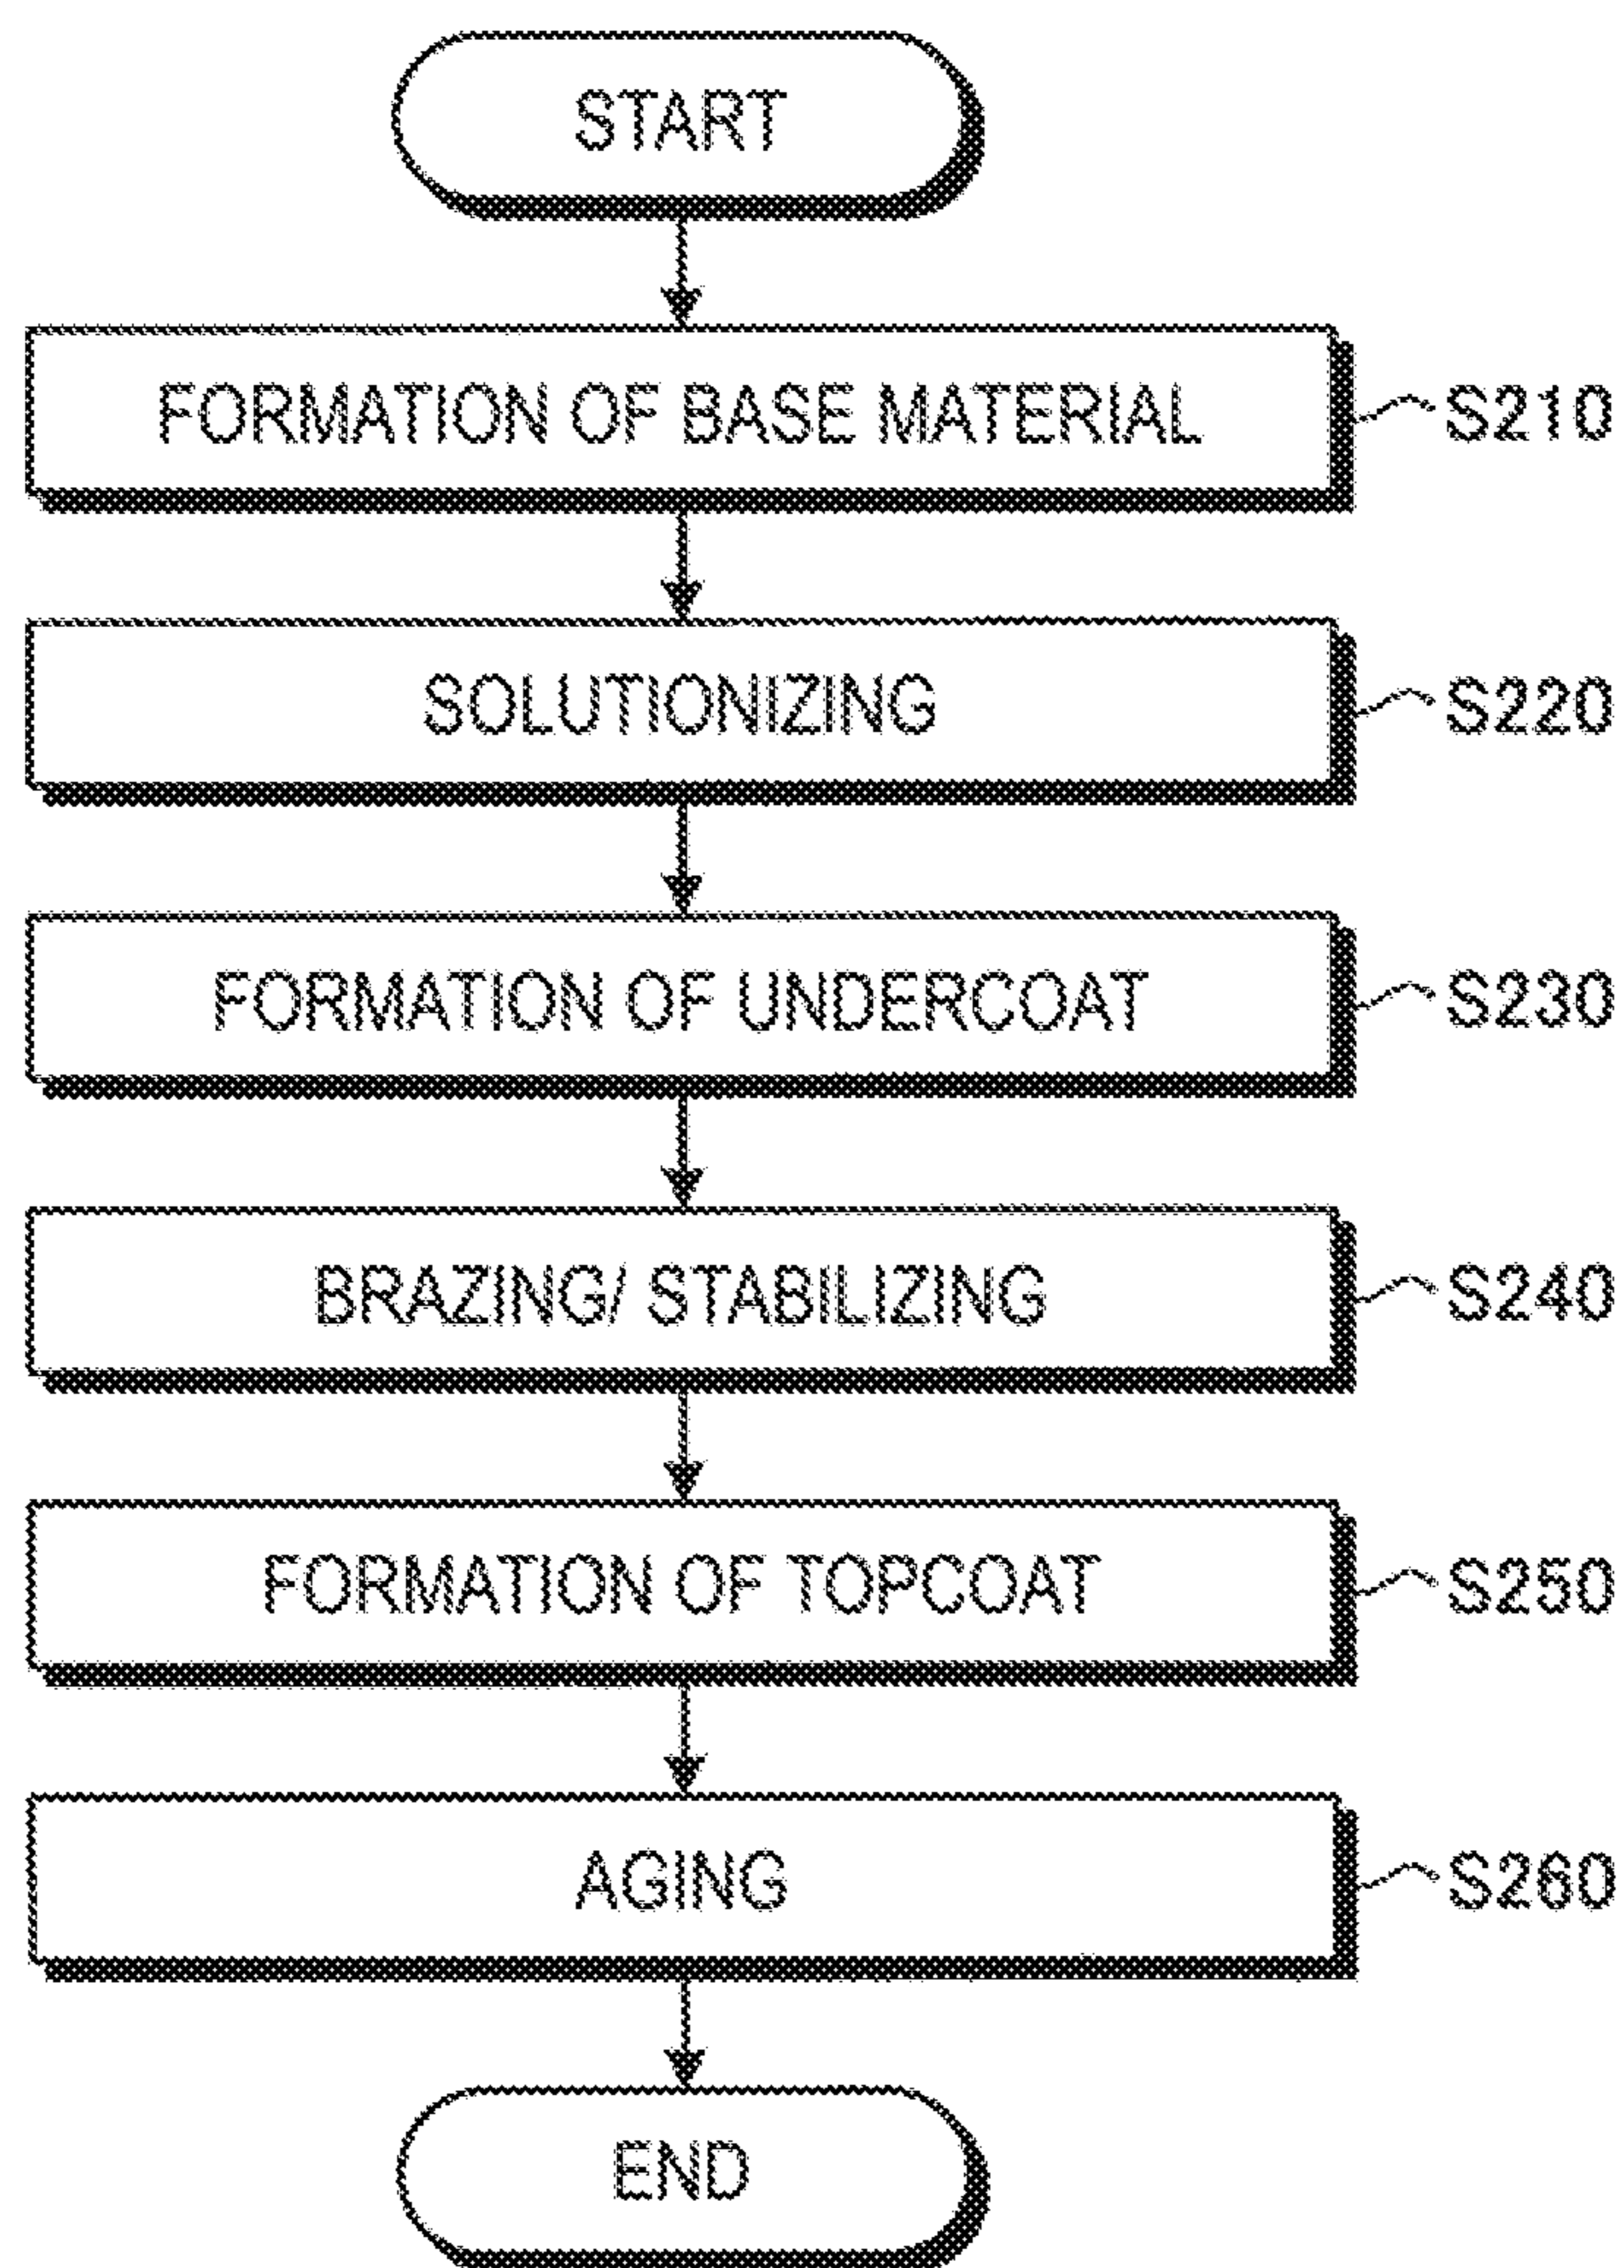 START
FORMATION OF BASE MATERIAL
S210
SOLUTIONIZING
S220
FORMATION OF UNDERCOAT
S230
BRAZING/ STABILIZING
S240
FORMATION OF TOPCOAT
S250
AGING
S260
END